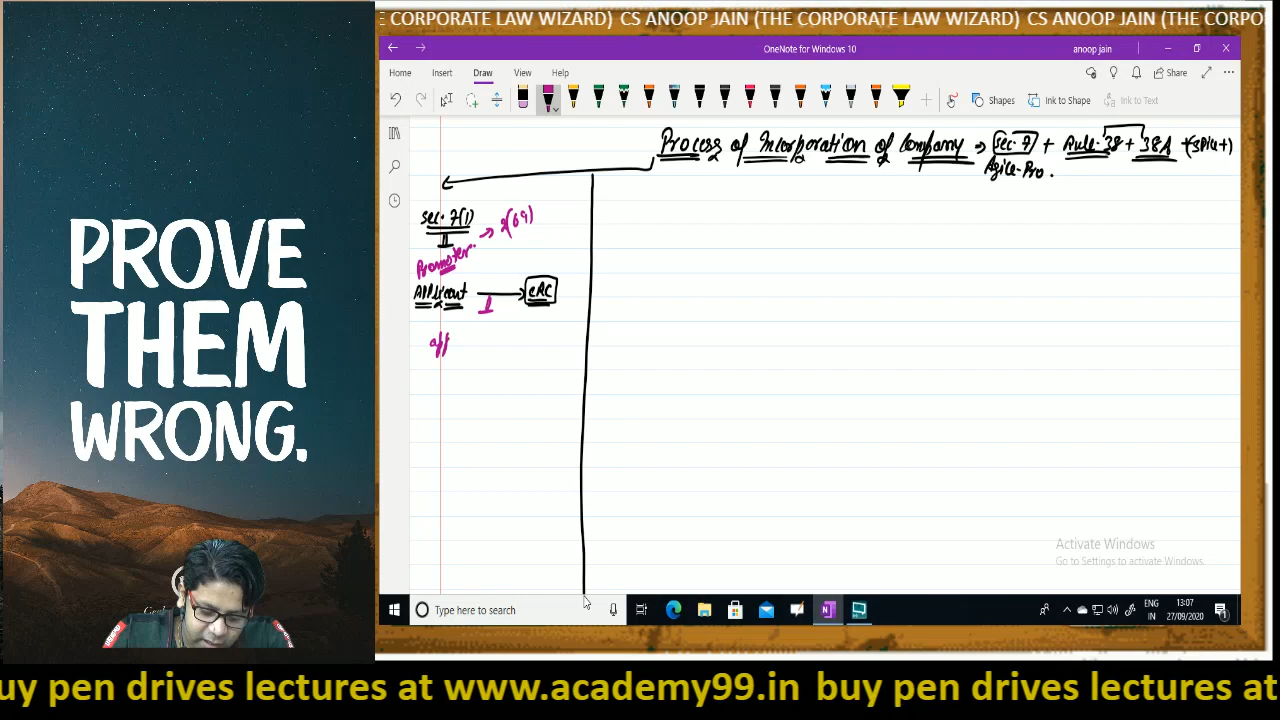 E CORPORATE LAW WIZARD) CS ANOOP JAIN (THE CORPORATE LAW WIZARD) CS ANOOP JAIN (THE CORPO
OneNote for Windows 10
anoop jain
Home Insert Draw View Help
Share
Shapes
Ink to Shape
Ink to Text
Process of Incorporation of Company → Sec. 7 + Rule-38 + 38A + (Spice+)
Agile-Pro.
Sec. 7(1)
Promoter. → 2(69)
Applicant → CRC
off
PROVE
THEM
WRONG.
Activate Windows
Go to Settings to activate Windows.
Type here to search
ENG
IN
13:07
27/09/2020
uy pen drives lectures at www.academy99.in buy pen drives lectures at